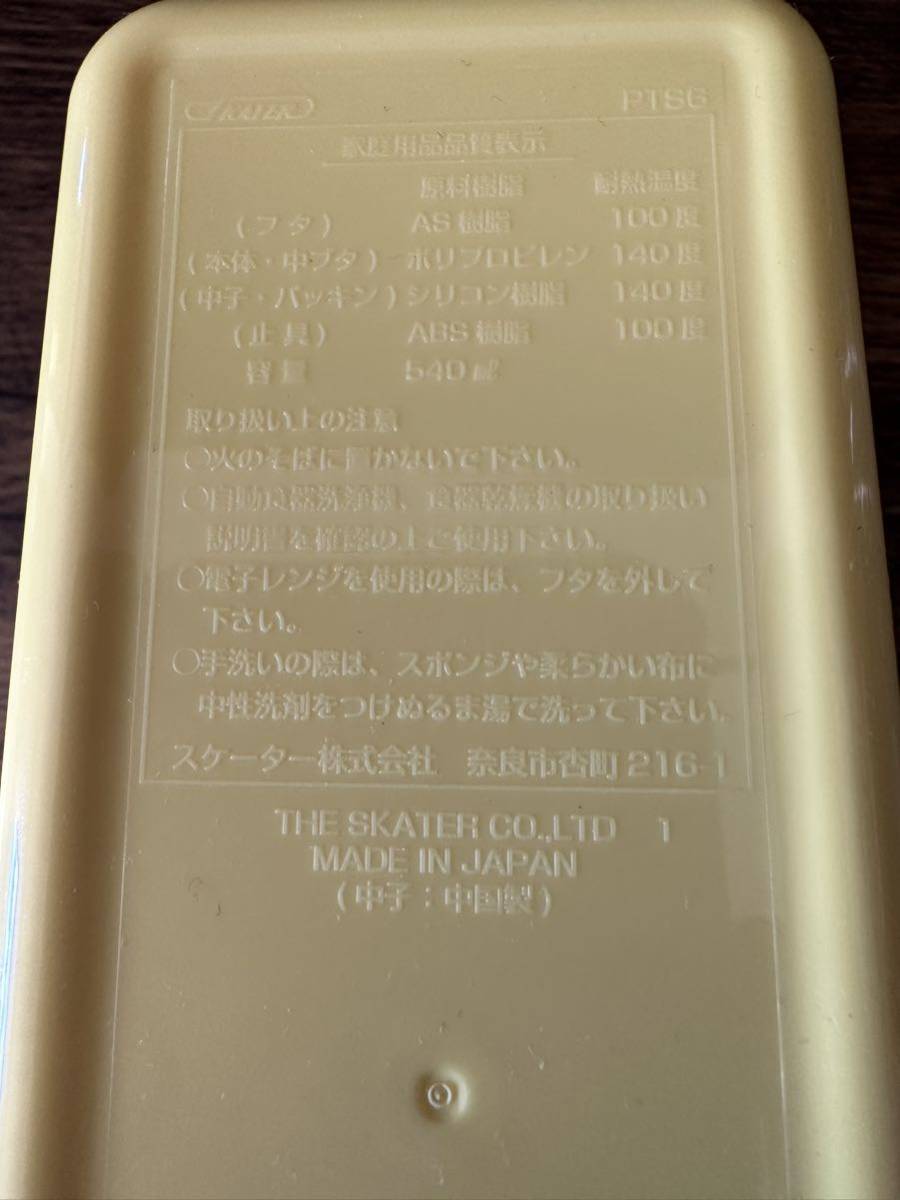 SKATER PTS6
家庭用品品質表示
原料樹脂 耐熱温度
(フタ) AS樹脂 100度
(本体・中ブタ) ポリプロピレン 140度
(中子・パッキン) シリコン樹脂 140度
(止具) ABS樹脂 100度
容量 540㎖
取り扱い上の注意
○火のそばに置かないで下さい。
○自動食器洗浄機、食器乾燥機の取り扱い
説明書を確認の上ご使用下さい。
○電子レンジを使用の際は、フタを外して
下さい。
○手洗いの際は、スポンジや柔らかい布に
中性洗剤をつけぬるま湯で洗って下さい。
スケーター株式会社 奈良市杏町216-1
THE SKATER CO.,LTD 1
MADE IN JAPAN
(中子:中国製)